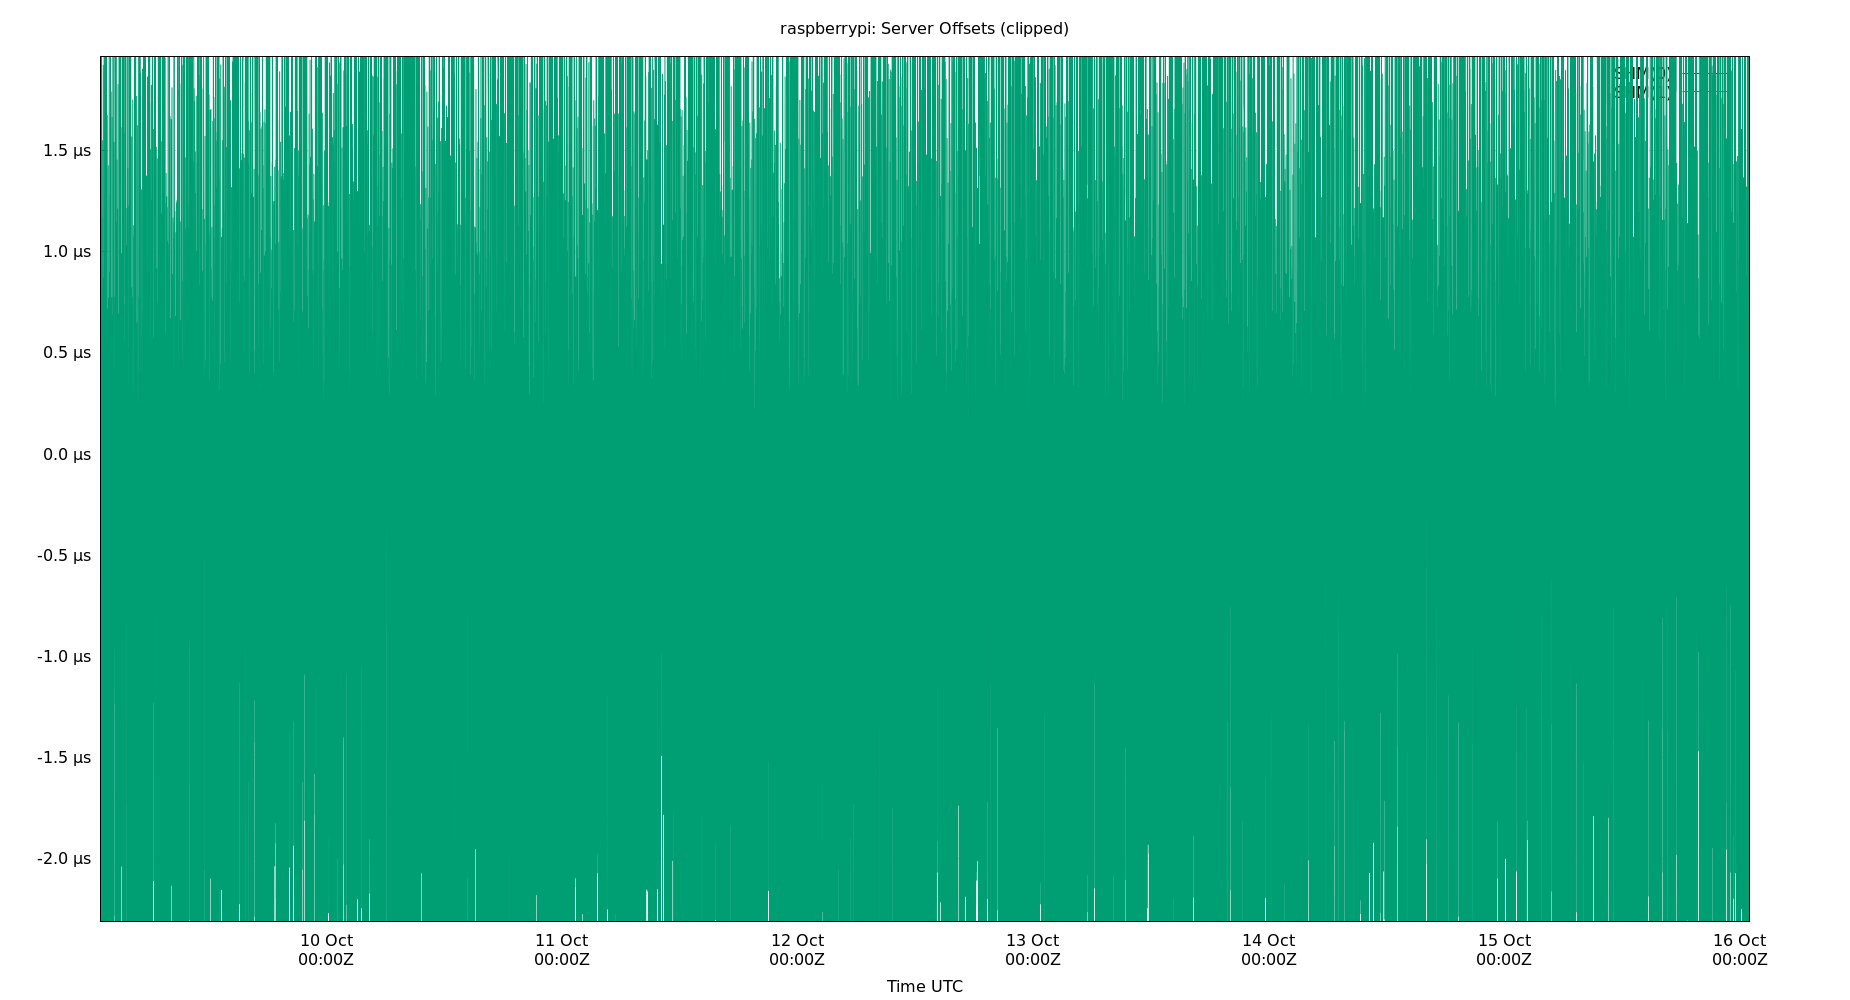 raspberrypi: Server Offsets (clipped)
SHM(0)
1.5 µs
1.0 µs
0.5 µs
0.0 µs
-0.5 µs
-1.0 µs
-1.5 µs
-2.0 µs
10 Oct 11 Oct 12 Oct 13 Oct 14 Oct 15 Oct 16 Oct
00:00Z 00:00Z 00:00Z 00:00Z 00:00Z 00:00Z 00:00Z
Time UTC